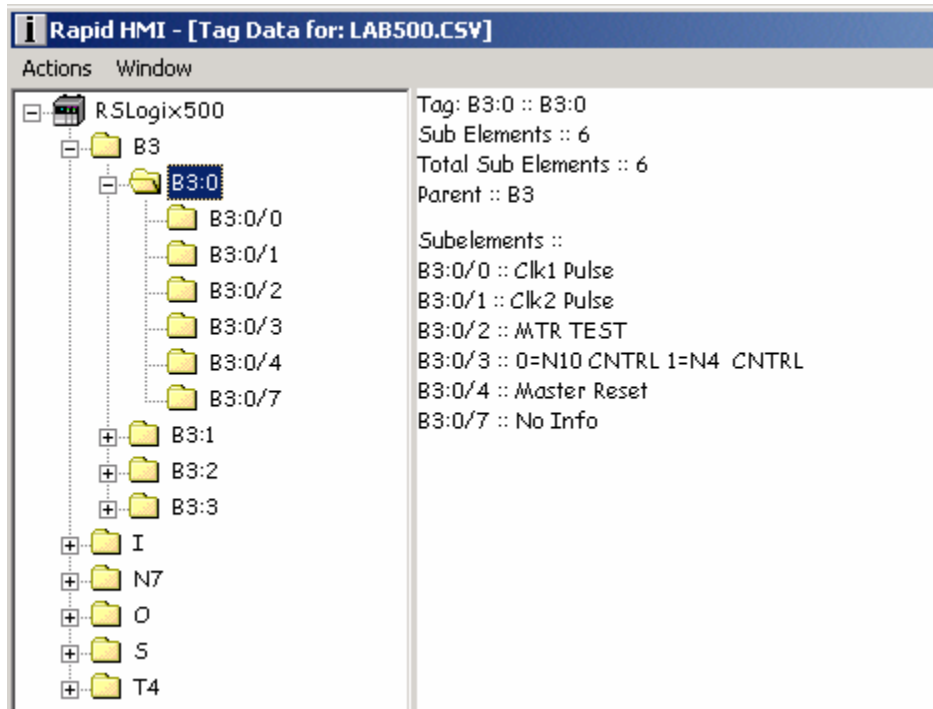 Rapid HMI - [Tag Data for: LAB500.CSV]
Actions Window
RSLogix500
B3
B3:0
B3:0/0
B3:0/1
B3:0/2
B3:0/3
B3:0/4
B3:0/7
B3:1
B3:2
B3:3
I
N7
O
S
T4
Tag: B3:0 :: B3:0
Sub Elements :: 6
Total Sub Elements :: 6
Parent :: B3
Subelements ::
B3:0/0 :: Clk1 Pulse
B3:0/1 :: Clk2 Pulse
B3:0/2 :: MTR TEST
B3:0/3 :: 0=N10 CNTRL 1=N4  CNTRL
B3:0/4 :: Master Reset
B3:0/7 :: No Info